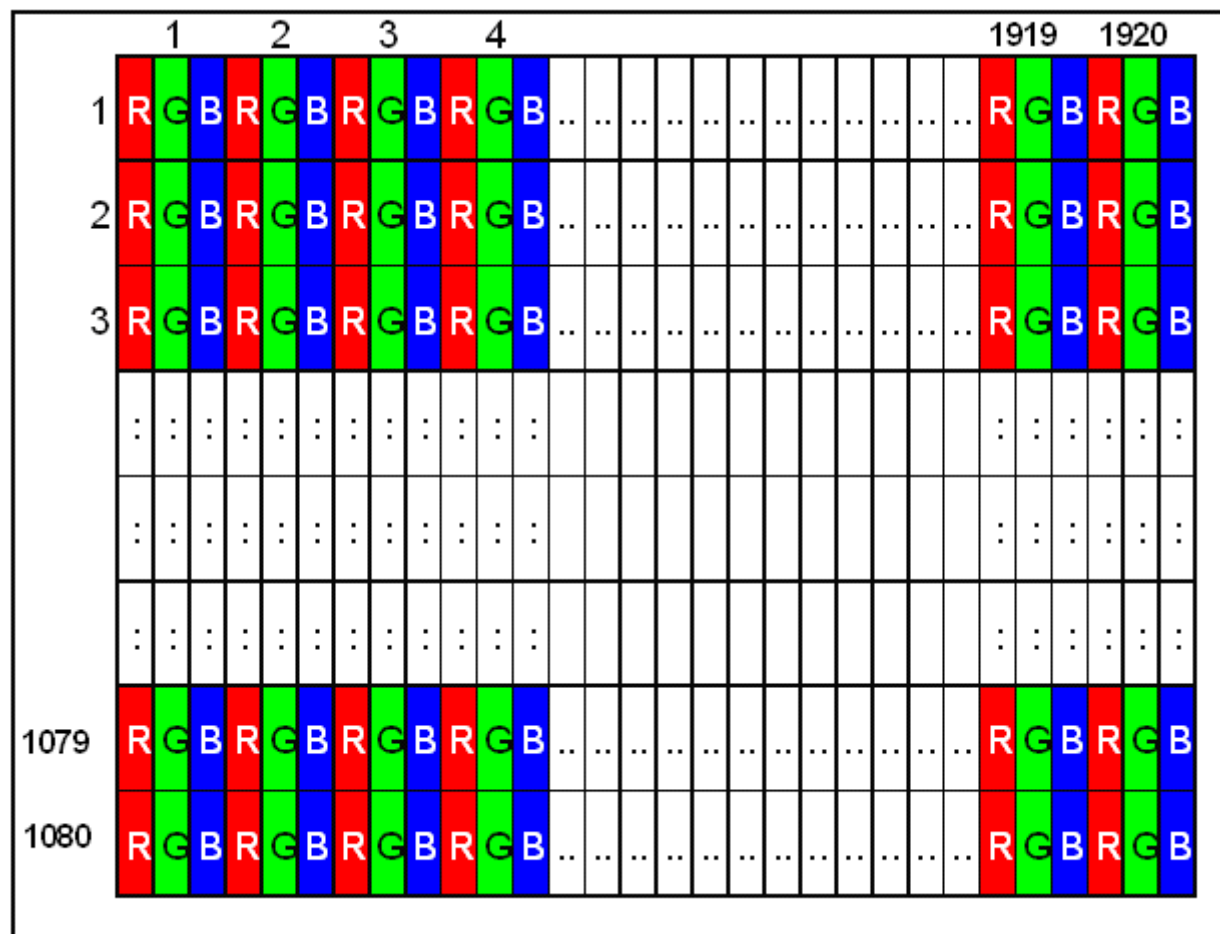 1 2 3 4 1919 1920
1 R G B R G B R G B R G B .. .. .. .. .. .. .. .. .. .. .. .. R G B R G B
2 R G B R G B R G B R G B .. .. .. .. .. .. .. .. .. .. .. .. R G B R G B
3 R G B R G B R G B R G B .. .. .. .. .. .. .. .. .. .. .. .. R G B R G B
: : : : : : : : : : : : : : : : : :
: : : : : : : : : : : : : : : : : :
: : : : : : : : : : : : : : : : : :
1079 R G B R G B R G B R G B .. .. .. .. .. .. .. .. .. .. .. .. R G B R G B
1080 R G B R G B R G B R G B .. .. .. .. .. .. .. .. .. .. .. .. R G B R G B